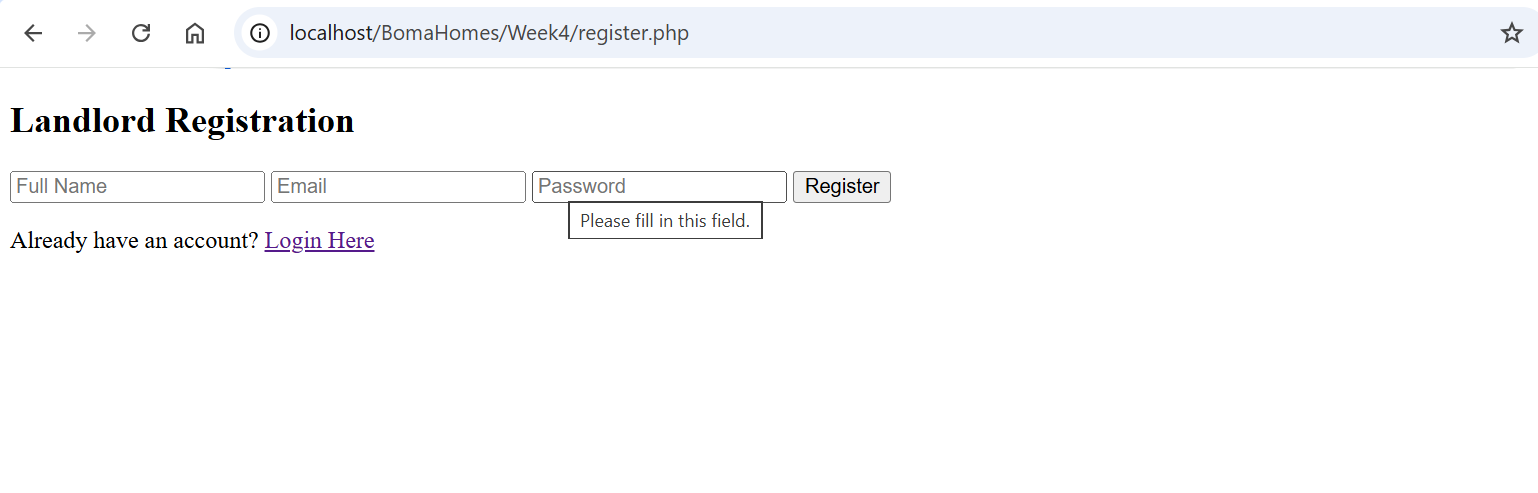 localhost/BomaHomes/Week4/register.php
Landlord Registration
Full Name Email Password Register
Please fill in this field.
Already have an account? Login Here